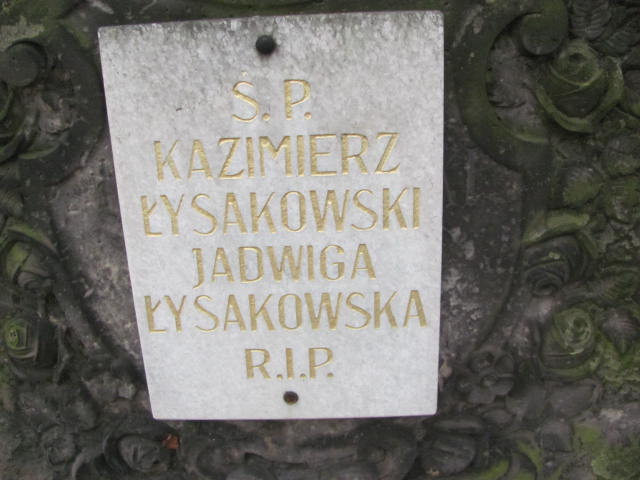 Ś.P.
KAZIMIERZ
ŁYSAKOWSKI
JADWIGA
ŁYSAKOWSKA
R.I.P.